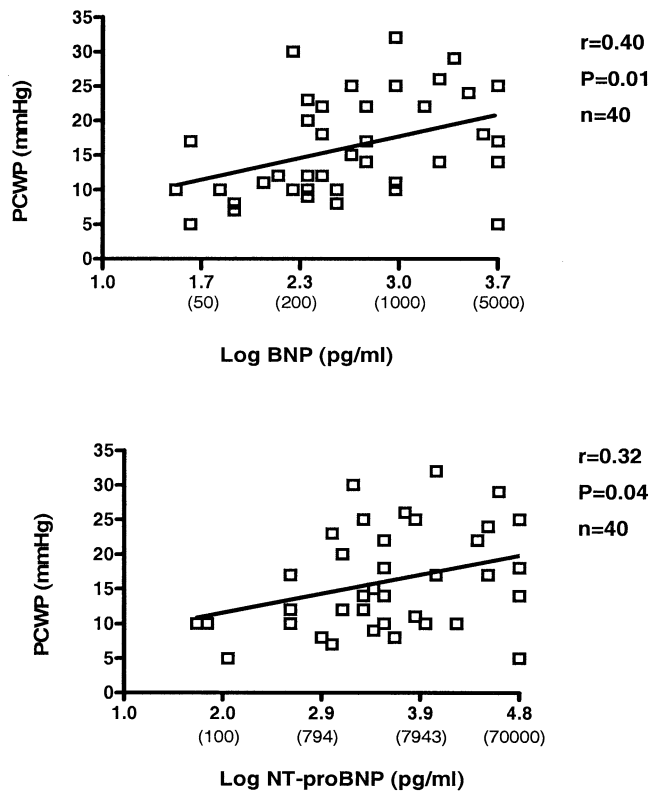 35
30
25
20
15
10
5
0
PCWP (mmHg)
r=0.40
P=0.01
n=40
1.0 1.7 2.3 3.0 3.7
(50) (200) (1000) (5000)
Log BNP (pg/ml)
35
30
25
20
15
10
5
0
PCWP (mmHg)
r=0.32
P=0.04
n=40
1.0 2.0 2.9 3.9 4.8
(100) (794) (7943) (70000)
Log NT-proBNP (pg/ml)